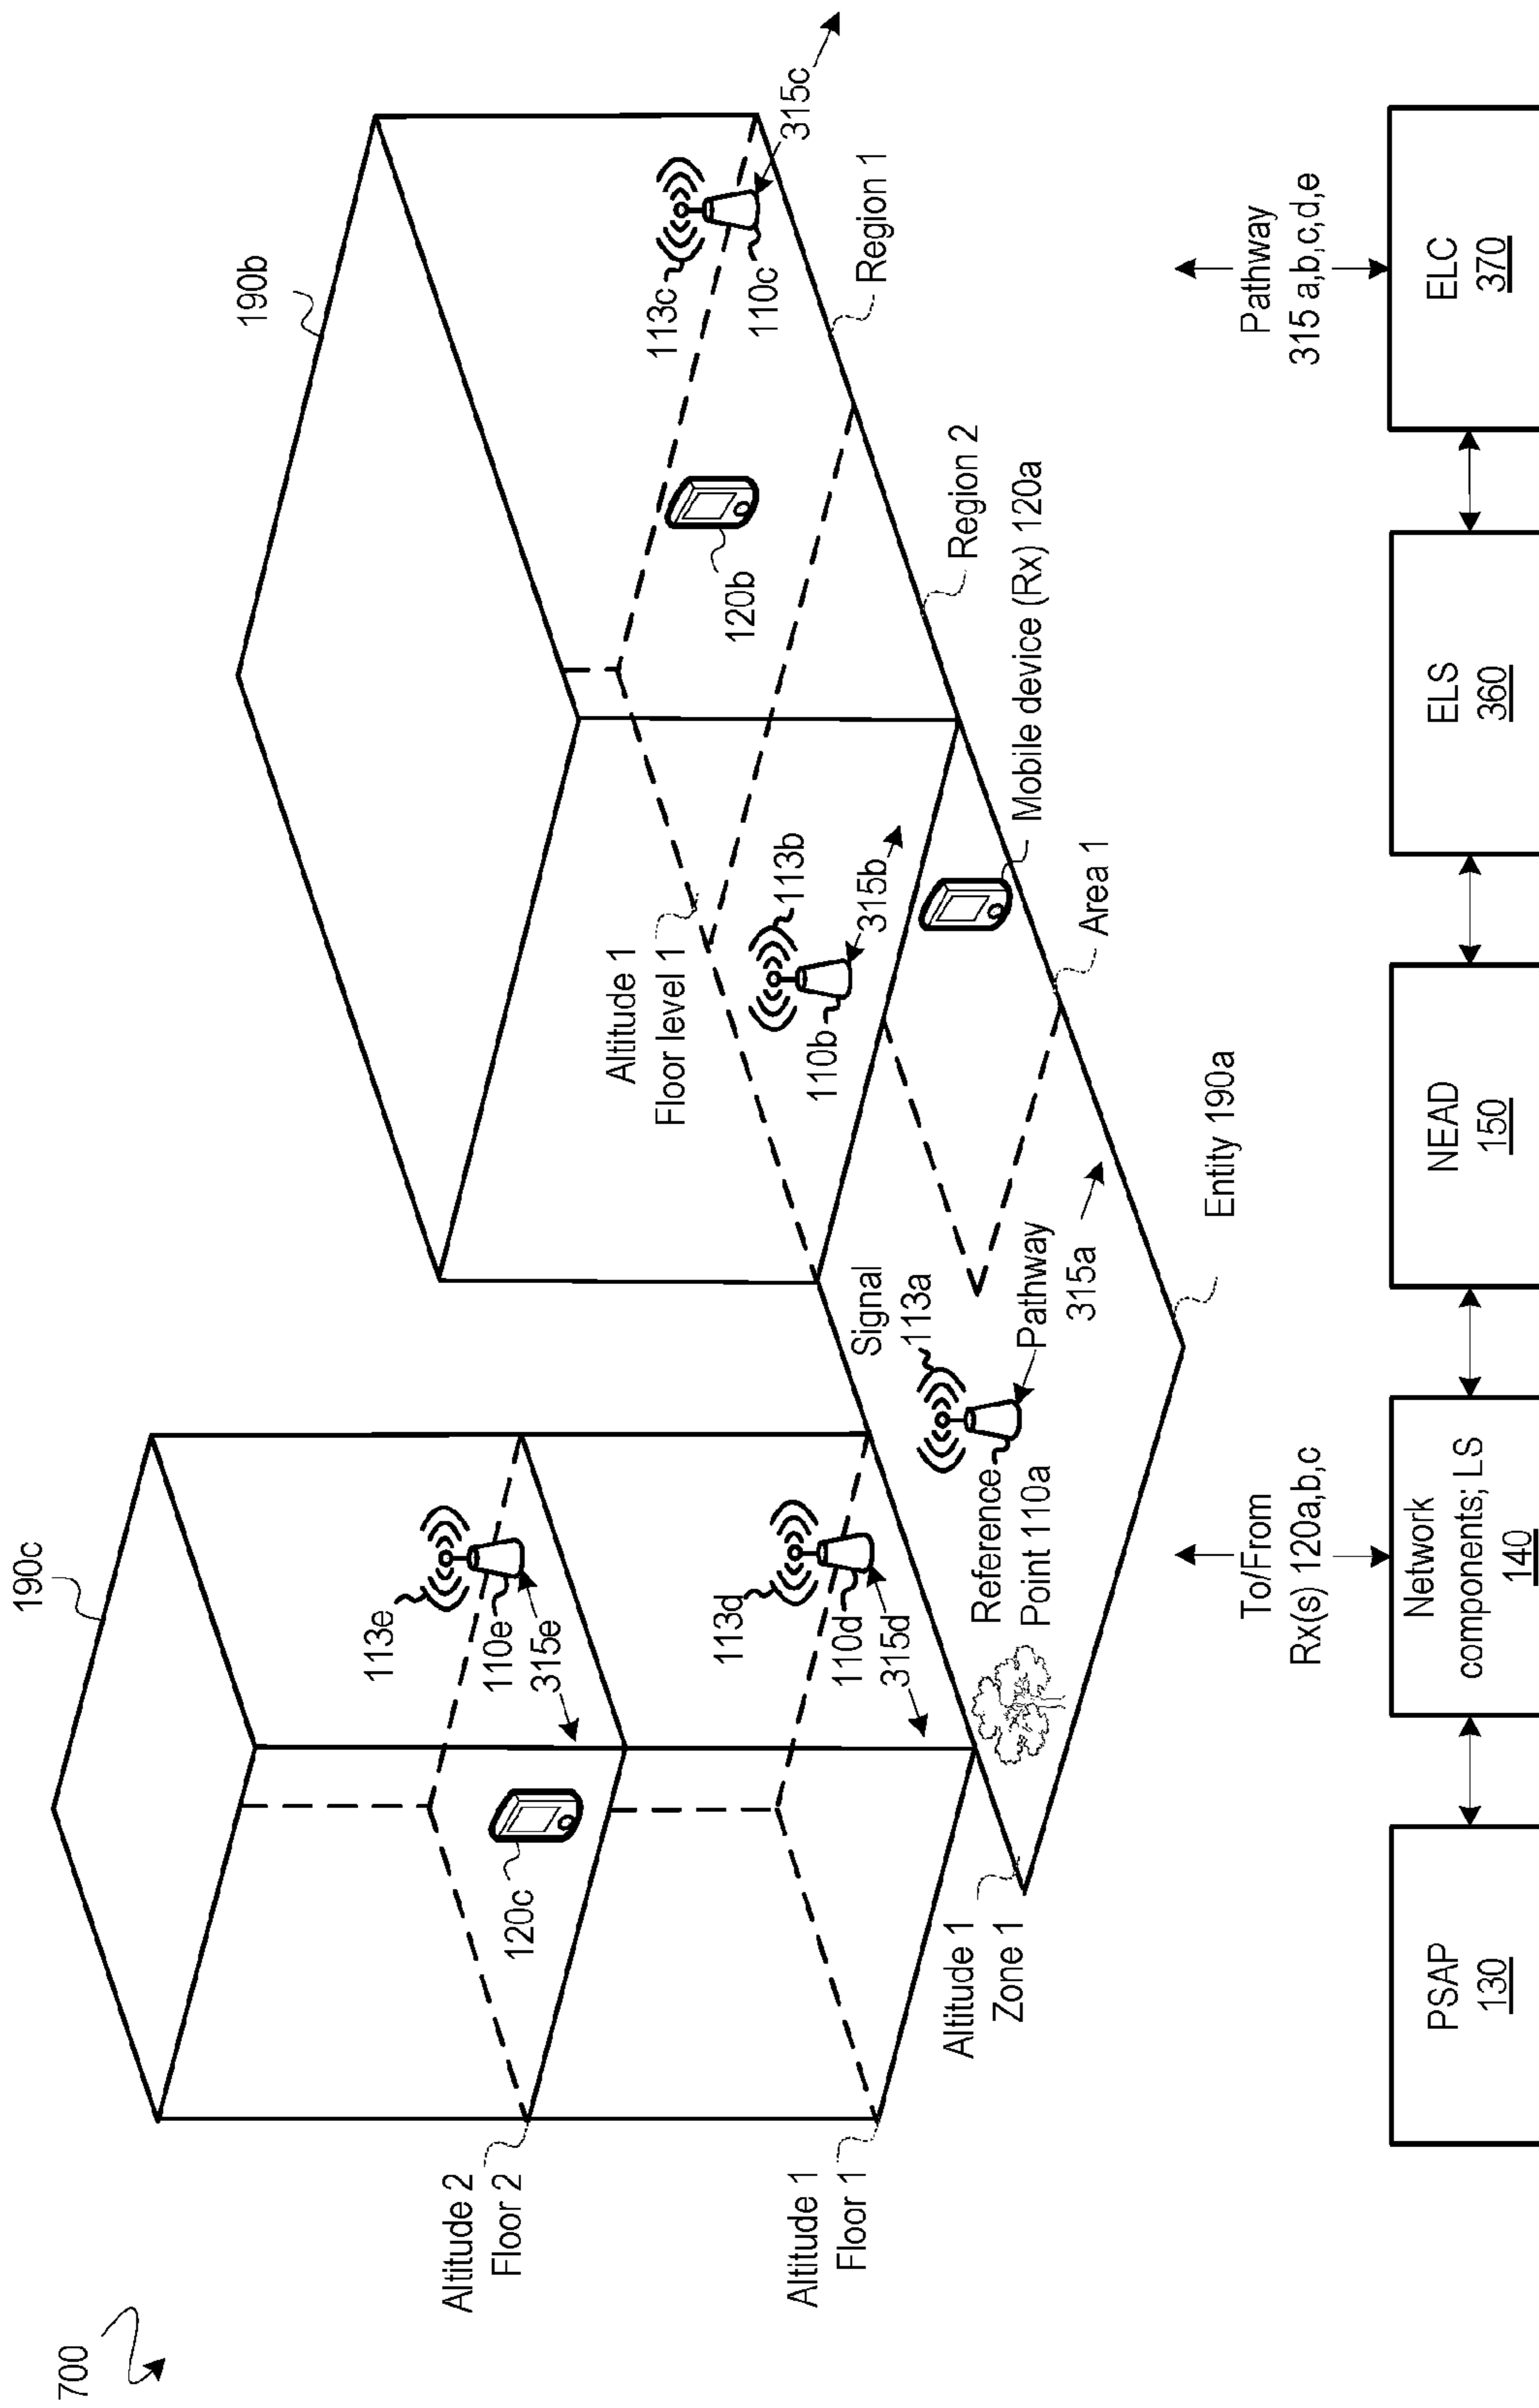 700
190c
190b
113e
110e
315e
120c
Altitude 2
Floor 2
113d
110d
315d
Altitude 1
Floor 1
Altitude 1
Zone 1
Reference
Point 110a
Signal
113a
Pathway
315a
Entity 190a
Altitude 1
Floor level 1
110b
113b
315b
120b
113c
110c
315c
Region 1
Region 2
Mobile device (Rx) 120a
Area 1
To/From
Rx(s) 120a,b,c
Pathway
315 a,b,c,d,e
PSAP
130
Network
components; LS
140
NEAD
150
ELS
360
ELC
370